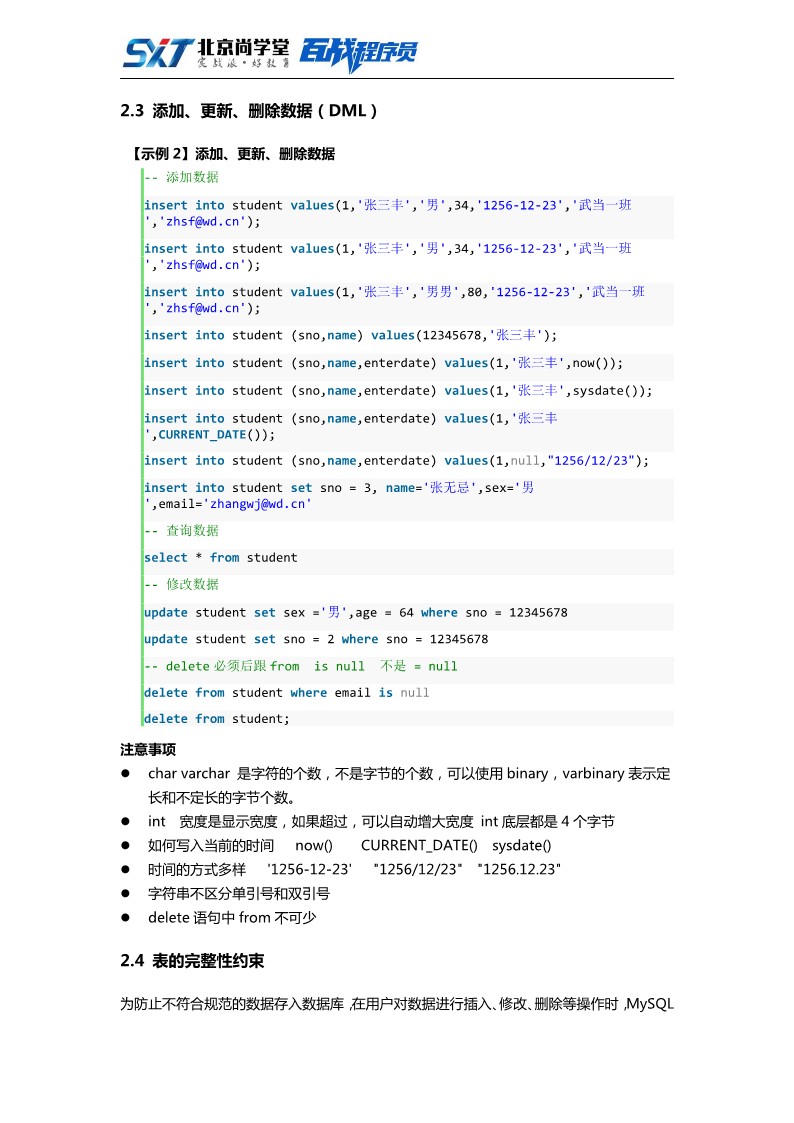 SXT 北京尚学堂 实战派·好教育 百战程序员
2.3 添加、更新、删除数据（DML）
【示例 2】添加、更新、删除数据
-- 添加数据
insert into student values(1,'张三丰','男',34,'1256-12-23','武当一班
','zhsf@wd.cn');
insert into student values(1,'张三丰','男',34,'1256-12-23','武当一班
','zhsf@wd.cn');
insert into student values(1,'张三丰','男男',80,'1256-12-23','武当一班
','zhsf@wd.cn');
insert into student (sno,name) values(12345678,'张三丰');
insert into student (sno,name,enterdate) values(1,'张三丰',now());
insert into student (sno,name,enterdate) values(1,'张三丰',sysdate());
insert into student (sno,name,enterdate) values(1,'张三丰
',CURRENT_DATE());
insert into student (sno,name,enterdate) values(1,null,"1256/12/23");
insert into student set sno = 3, name='张无忌',sex='男
',email='zhangwj@wd.cn'
-- 查询数据
select * from student
-- 修改数据
update student set sex ='男',age = 64 where sno = 12345678
update student set sno = 2 where sno = 12345678
-- delete 必须后跟 from  is null  不是 = null
delete from student where email is null
delete from student;
注意事项
● char varchar 是字符的个数，不是字节的个数，可以使用 binary，varbinary 表示定
长和不定长的字节个数。
● int 宽度是显示宽度，如果超过，可以自动增大宽度 int 底层都是 4 个字节
● 如何写入当前的时间 now() CURRENT_DATE() sysdate()
● 时间的方式多样 '1256-12-23' "1256/12/23" "1256.12.23"
● 字符串不区分单引号和双引号
● delete 语句中 from 不可少
2.4 表的完整性约束
为防止不符合规范的数据存入数据库，在用户对数据进行插入、修改、删除等操作时，MySQL